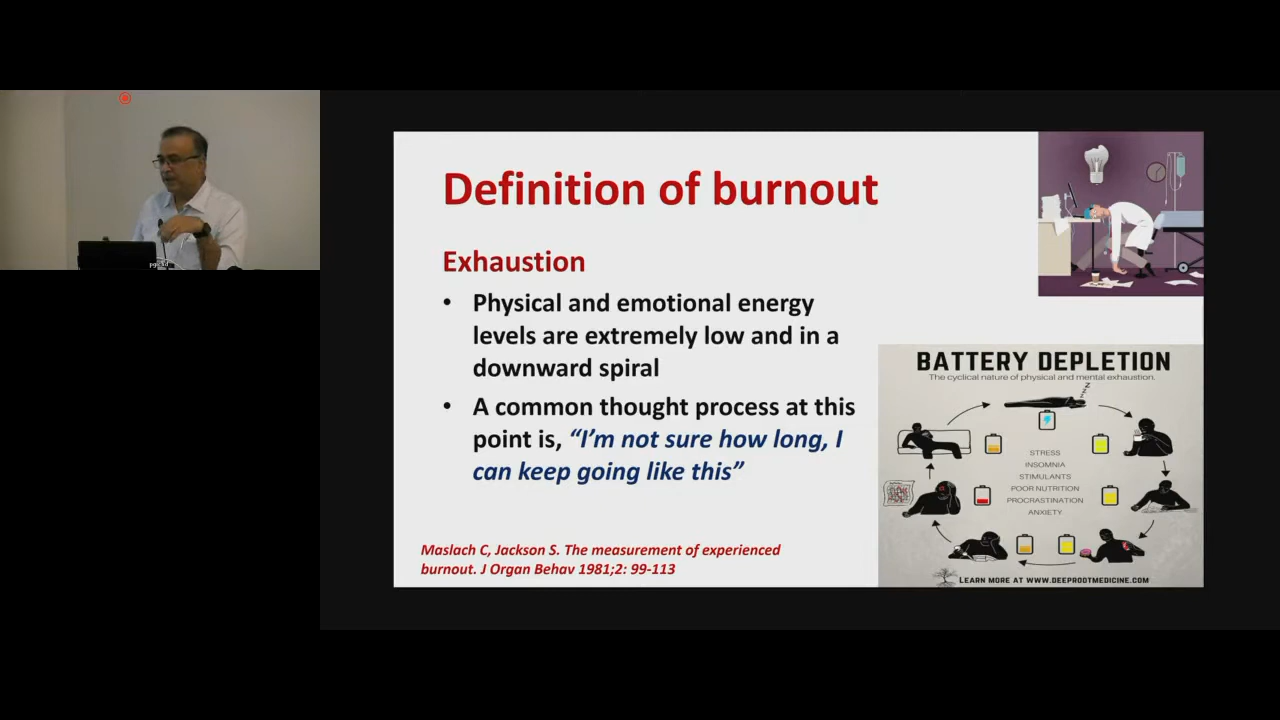 Definition of burnout
Exhaustion
• Physical and emotional energy
levels are extremely low and in a
downward spiral
• A common thought process at this
point is, “I’m not sure how long, I
can keep going like this”
Maslach C, Jackson S. The measurement of experienced
burnout. J Organ Behav 1981;2: 99-113
BATTERY DEPLETION
The cyclical nature of physical and mental exhaustion.
STRESS
INSOMNIA
STIMULANTS
POOR NUTRITION
PROCRASTINATION
ANXIETY
LEARN MORE AT WWW.DEEPROOTMEDICINE.COM